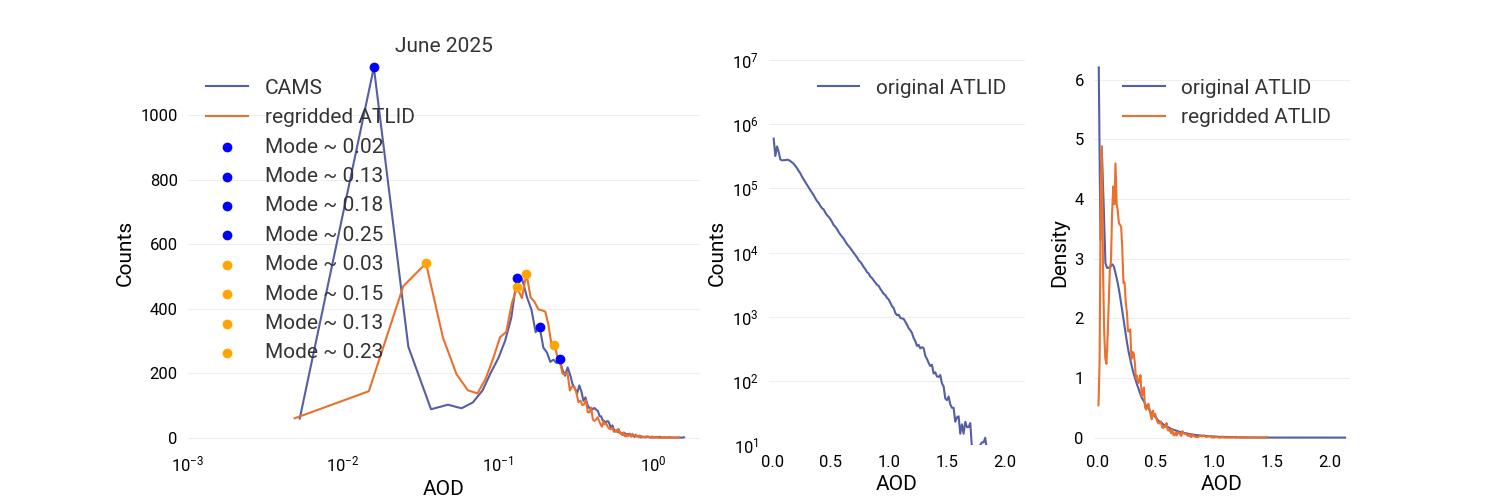 June 2025
CAMS
regridded ATLID
Mode ~ 0.02
Mode ~ 0.13
Mode ~ 0.18
Mode ~ 0.25
Mode ~ 0.03
Mode ~ 0.15
Mode ~ 0.13
Mode ~ 0.23
Counts
1000
800
600
400
200
0
10⁻³
10⁻²
10⁻¹
10⁰
AOD
original ATLID
Counts
10⁷
10⁶
10⁵
10⁴
10³
10²
10¹
0.0
0.5
1.0
1.5
2.0
AOD
original ATLID
regridded ATLID
Density
6
5
4
3
2
1
0
0.0
0.5
1.0
1.5
2.0
AOD